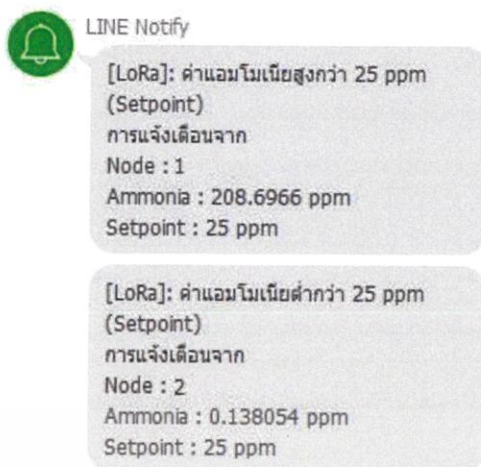 LINE Notify
[LoRa]: ค่าแอมโมเนียสูงกว่า 25 ppm
(Setpoint)
การแจ้งเตือนจาก
Node : 1
Ammonia : 208.6966 ppm
Setpoint : 25 ppm
[LoRa]: ค่าแอมโมเนียต่ำกว่า 25 ppm
(Setpoint)
การแจ้งเตือนจาก
Node : 2
Ammonia : 0.138054 ppm
Setpoint : 25 ppm